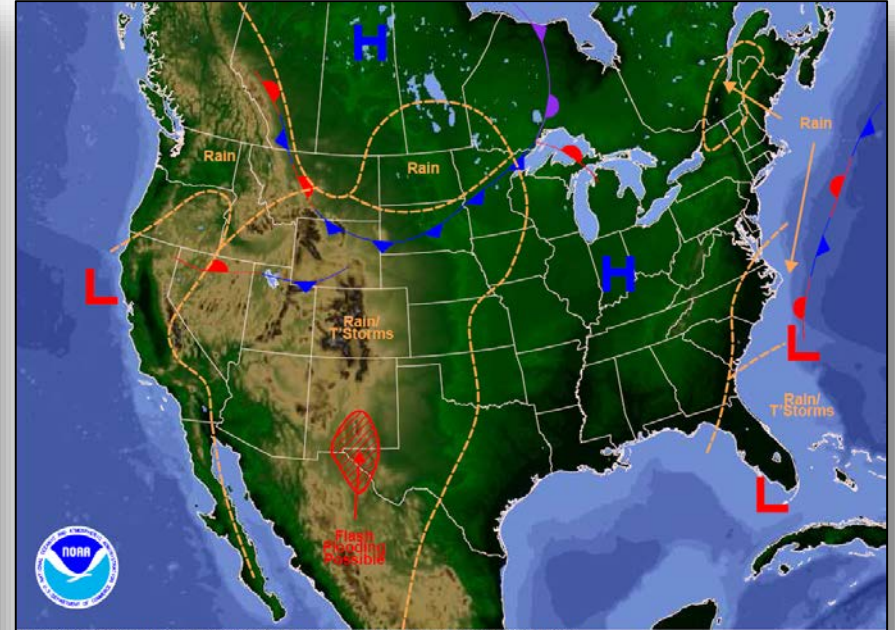 H
Rain
Rain
Rain
L
H
Rain/
T'Storms
L
Rain/
T'Storms
L
Flash
Flooding
Possible
NOAA